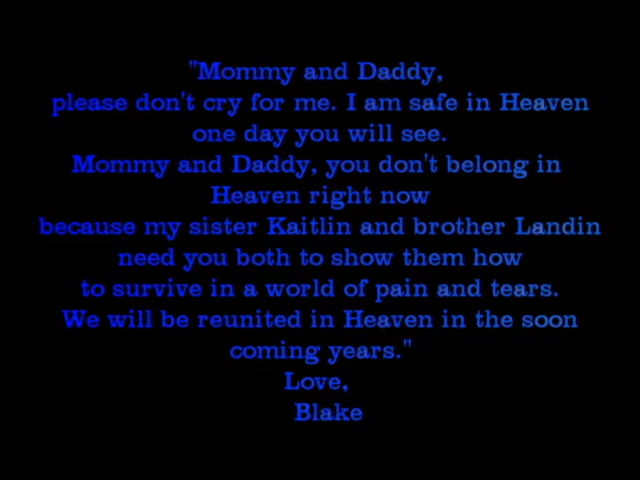 "Mommy and Daddy,
please don't cry for me. I am safe in Heaven
one day you will see.
Mommy and Daddy, you don't belong in
Heaven right now
because my sister Kaitlin and brother Landin
need you both to show them how
to survive in a world of pain and tears.
We will be reunited in Heaven in the soon
coming years."
Love,
Blake